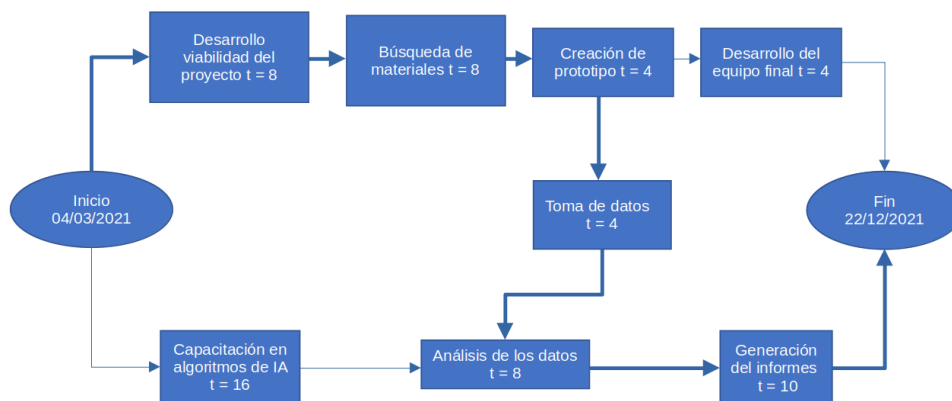 Desarrollo
viabilidad del
proyecto t = 8
Búsqueda de
materiales t = 8
Creación de
prototipo t = 4
Desarrollo del
equipo final t = 4
Inicio
04/03/2021
Toma de datos
t = 4
Fin
22/12/2021
Capacitación en
algoritmos de IA
t = 16
Análisis de los datos
t = 8
Generación
del informes
t = 10